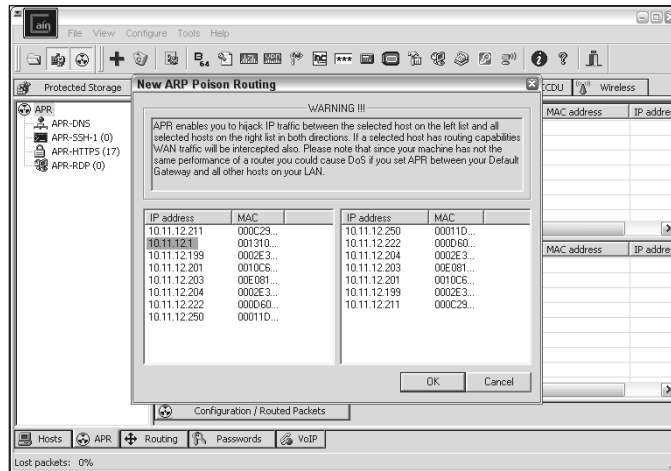 aín
File View Configure Tools Help
B64
Protected Storage
CCDU
Wireless
APR
APR-DNS
APR-SSH-1 (0)
APR-HTTPS (17)
APR-RDP (0)
New ARP Poison Routing
WARNING !!!
APR enables you to hijack IP traffic between the selected host on the left list and all
selected hosts on the right list in both directions. If a selected host has routing capabilities
WAN traffic will be intercepted also. Please note that since your machine has not the
same performance of a router you could cause DoS if you set APR between your Default
Gateway and all other hosts on your LAN.
IP address MAC
10.11.12.211 000C29...
10.11.12.1 001310...
10.11.12.199 0002E3...
10.11.12.201 0010C6...
10.11.12.203 00E081...
10.11.12.204 0002E3...
10.11.12.222 000D60...
10.11.12.250 00011D...
IP address MAC
10.11.12.250 00011D...
10.11.12.222 000D60...
10.11.12.204 0002E3...
10.11.12.203 00E081...
10.11.12.201 0010C6...
10.11.12.199 0002E3...
10.11.12.211 000C29...
OK Cancel
MAC address IP addre
MAC address IP addre
Configuration / Routed Packets
Hosts APR Routing Passwords VoIP
Lost packets: 0%